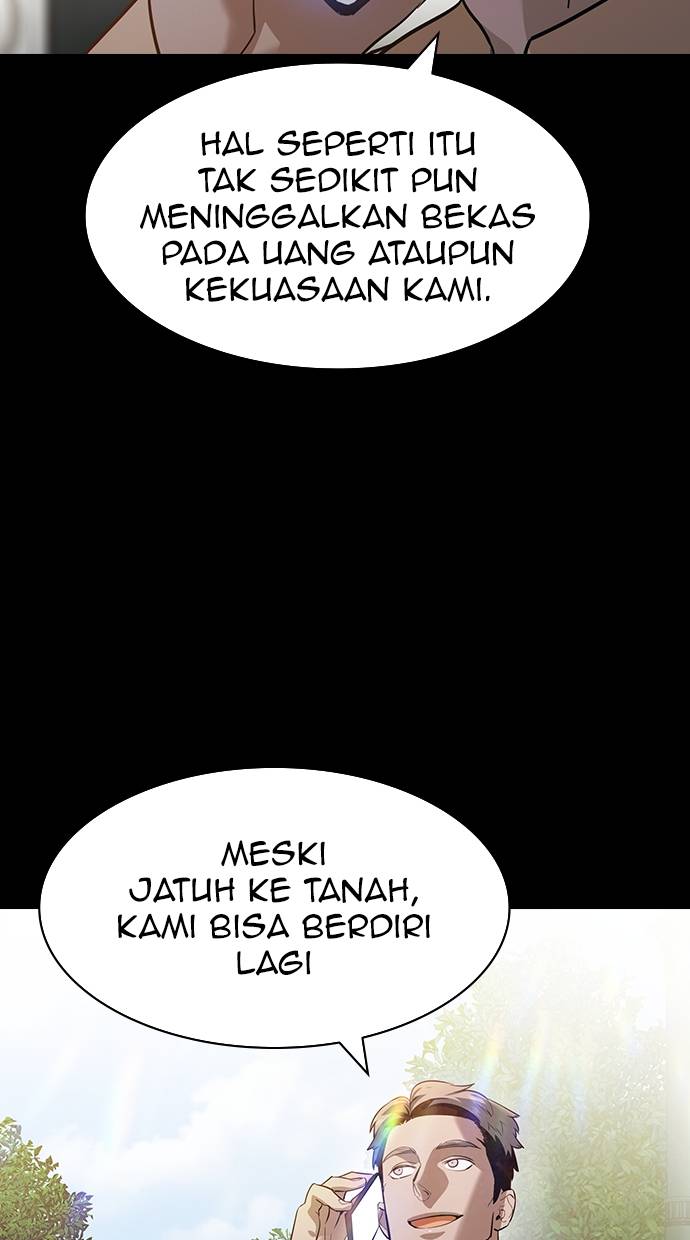 HAL SEPERTI ITU
TAK SEDIKIT PUN
MENINGGALKAN BEKAS
PADA UANG ATAUPUN
KEKUASAAN KAMI.
MESKI
JATUH KE TANAH,
KAMI BISA BERDIRI
LAGI